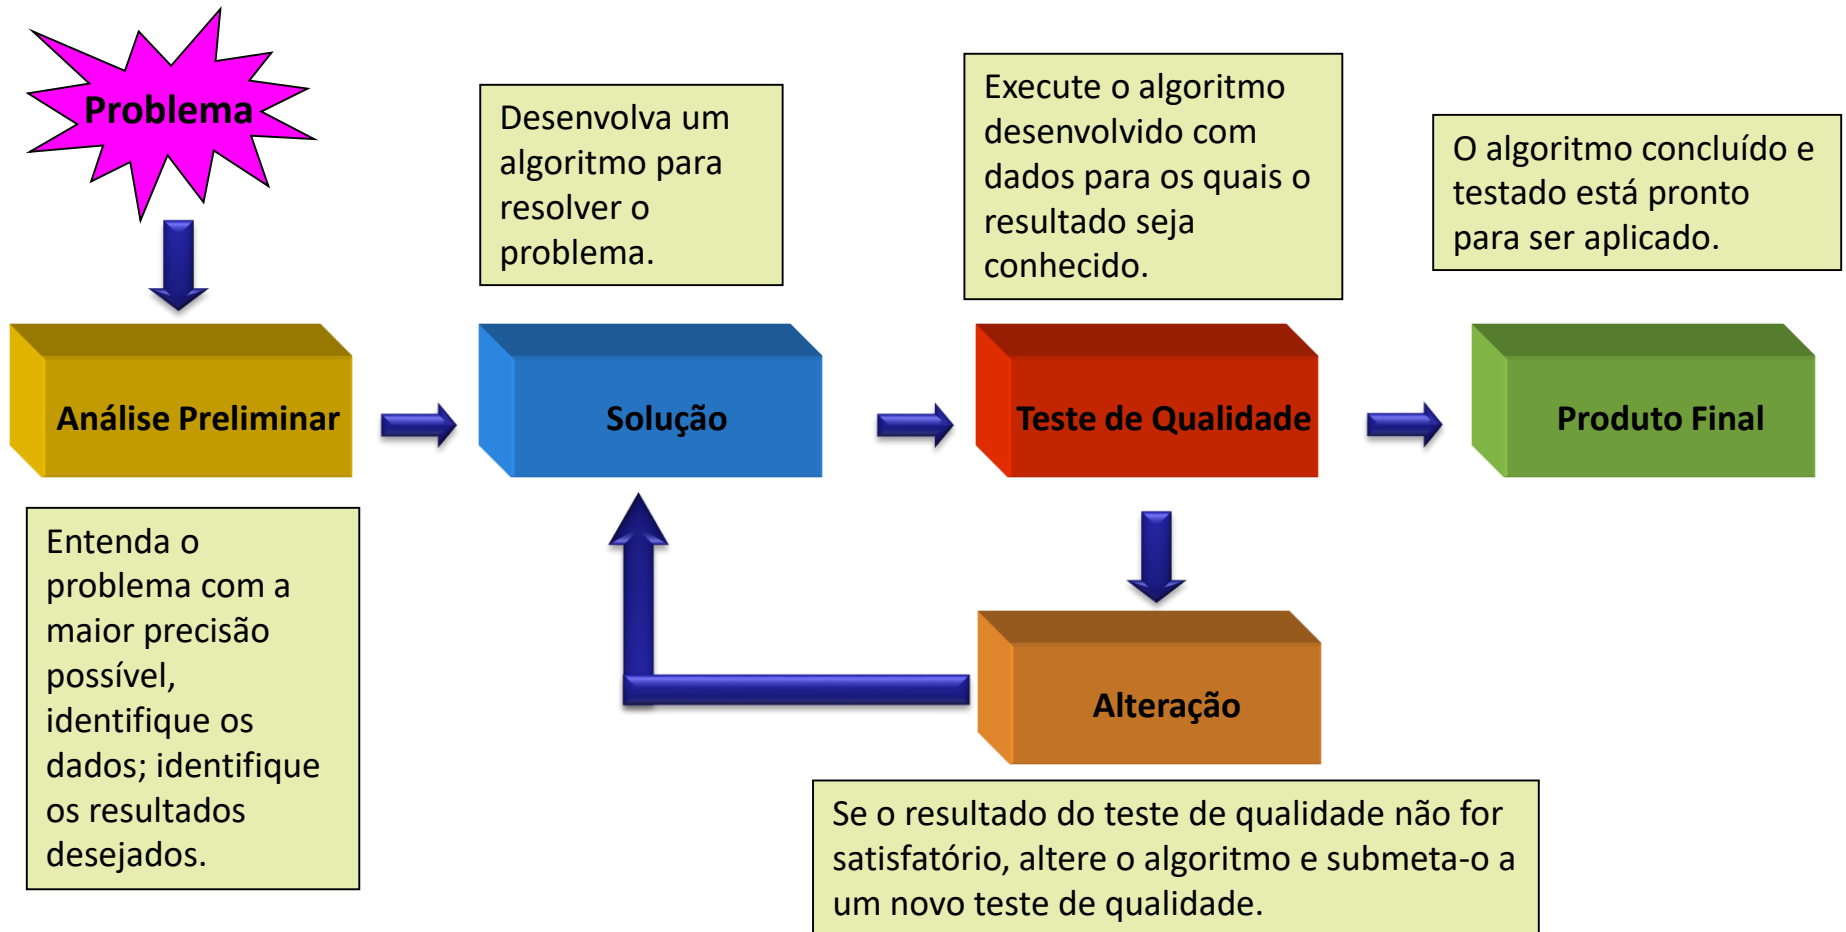 Problema
Desenvolva um
algoritmo para
resolver o
problema.
Execute o algoritmo
desenvolvido com
dados para os quais o
resultado seja
conhecido.
O algoritmo concluído e
testado está pronto
para ser aplicado.
Análise Preliminar
Solução
Teste de Qualidade
Produto Final
Entenda o
problema com a
maior precisão
possível,
identifique os
dados; identifique
os resultados
desejados.
Alteração
Se o resultado do teste de qualidade não for
satisfatório, altere o algoritmo e submeta-o a
um novo teste de qualidade.